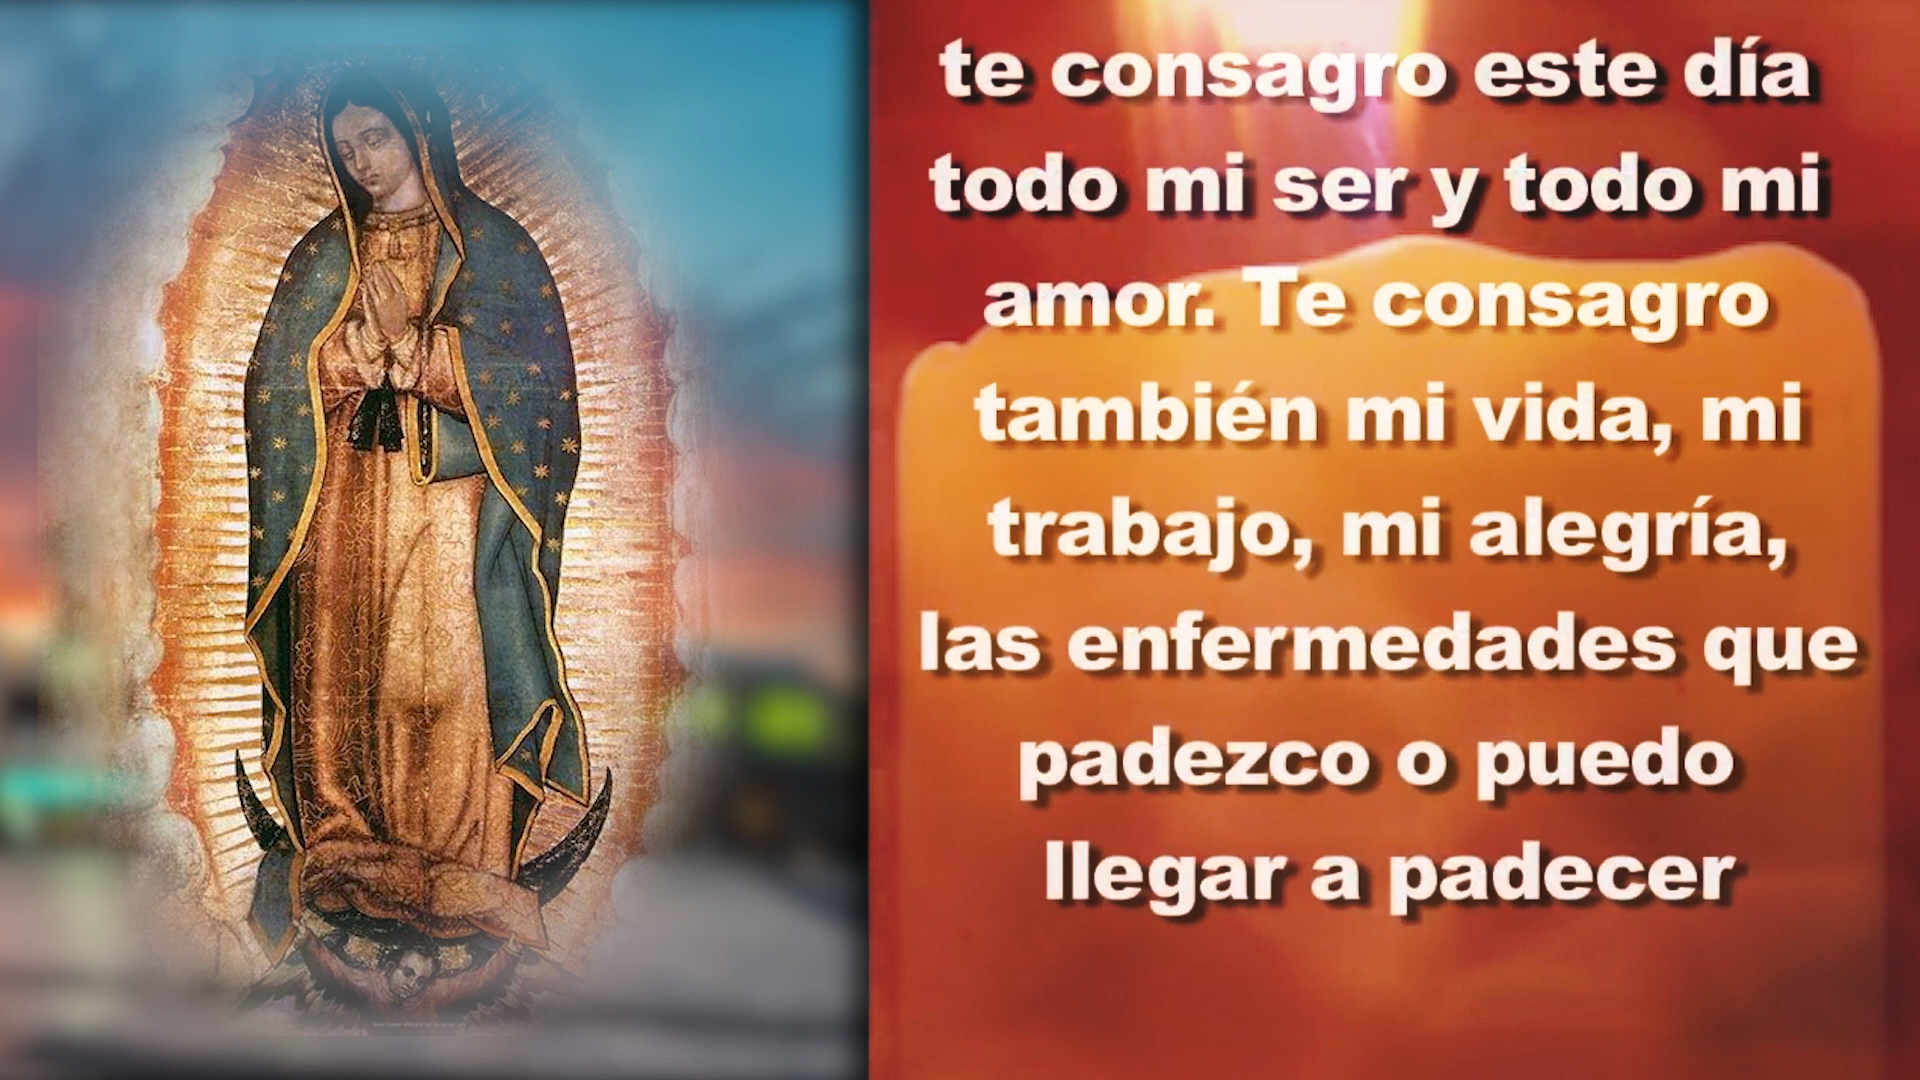 te consagro este día
todo mi ser y todo mi
amor. Te consagro
también mi vida, mi
trabajo, mi alegría,
las enfermedades que
padezco o puedo
llegar a padecer